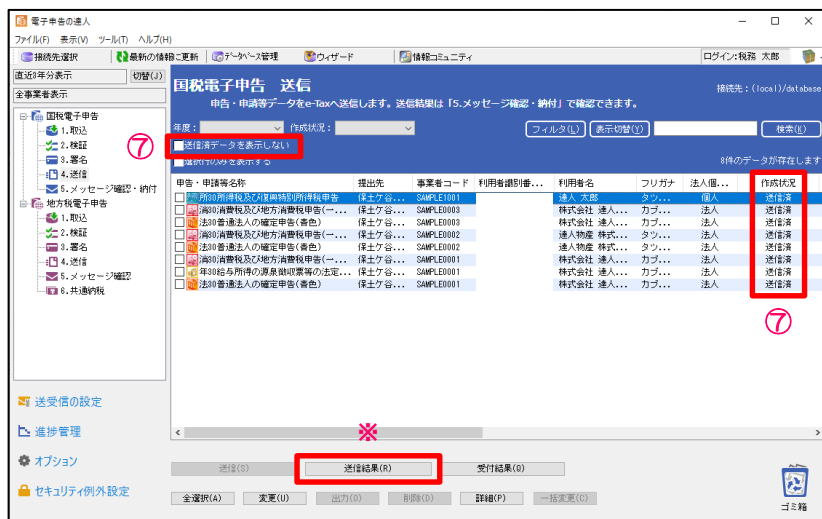 電子申告の達人
ファイル(F) 表示(V) ツール(T) ヘルプ(H)
接続先選択 最新の情報に更新 データベース管理 ウィザード 情報コミュニティ ログイン:税務 太郎
直近9年分表示 切替(J)
全事業者表示
国税電子申告
1.取込
2.検証
3.署名
4.送信
5.メッセージ確認・納付
地方税電子申告
1.取込
2.検証
3.署名
4.送信
5.メッセージ確認
6.共通納税
国税電子申告 送信
接続先:(local)/database
申告・申請等データをe-Taxへ送信します。送信結果は「5.メッセージ確認・納付」で確認できます。
年度: 作成状況: フィルタ(L) 表示切替(Y) 検索(K)
⑦ 送信済データを表示しない
選択行のみを表示する 8件のデータが存在します
申告・申請等名称 提出先 事業者コード 利用者識別番... 利用者名 フリガナ 法人個... 作成状況
所30所得税及び復興特別所得税申告 保土ケ谷... SAMPLE1001 達人 太郎 タツ... 個人 送信済
消30消費税及び地方消費税申告(一... 保土ケ谷... SAMPLE0003 株式会社 達人... カブ... 法人 送信済
法30普通法人の確定申告(青色) 保土ケ谷... SAMPLE0003 株式会社 達人... カブ... 法人 送信済
消30消費税及び地方消費税申告(一... 保土ケ谷... SAMPLE0002 達人物産 株式... タツ... 法人 送信済
法30普通法人の確定申告(青色) 保土ケ谷... SAMPLE0002 達人物産 株式... タツ... 法人 送信済
消30消費税及び地方消費税申告(一... 保土ケ谷... SAMPLE0001 株式会社 達人... カブ... 法人 送信済
年30給与所得の源泉徴収票等の法定... 保土ケ谷... SAMPLE0001 株式会社 達人... カブ... 法人 送信済
法30普通法人の確定申告(青色) 保土ケ谷... SAMPLE0001 株式会社 達人... カブ... 法人 送信済
⑦
送受信の設定
進捗管理
オプション
セキュリティ例外設定
※
送信(S) 送信結果(R) 受付結果(O)
全選択(A) 変更(U) 出力(O) 削除(D) 詳細(P) 一括変更(C)
ゴミ箱